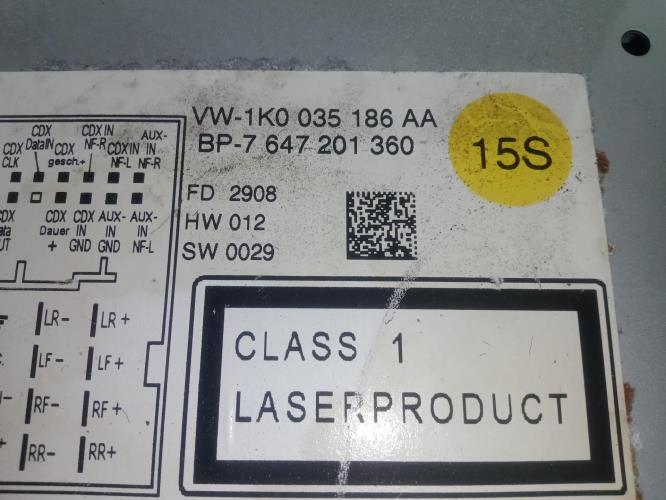 VW-1K0 035 186 AA
BP-7 647 201 360
15S
FD 2908
HW 012
SW 0029
CDX CDX IN AUX-
CDX DataIN CDX NF-R CDX IN IN
CLK gesch.+ NF-L NF-R
CDX CDX CDX AUX- AUX-
Dauer IN IN IN
+ GND GND NF-L
LR- LR+
LF- LF+
RF- RF+
RR- RR+
CLASS 1
LASERPRODUCT